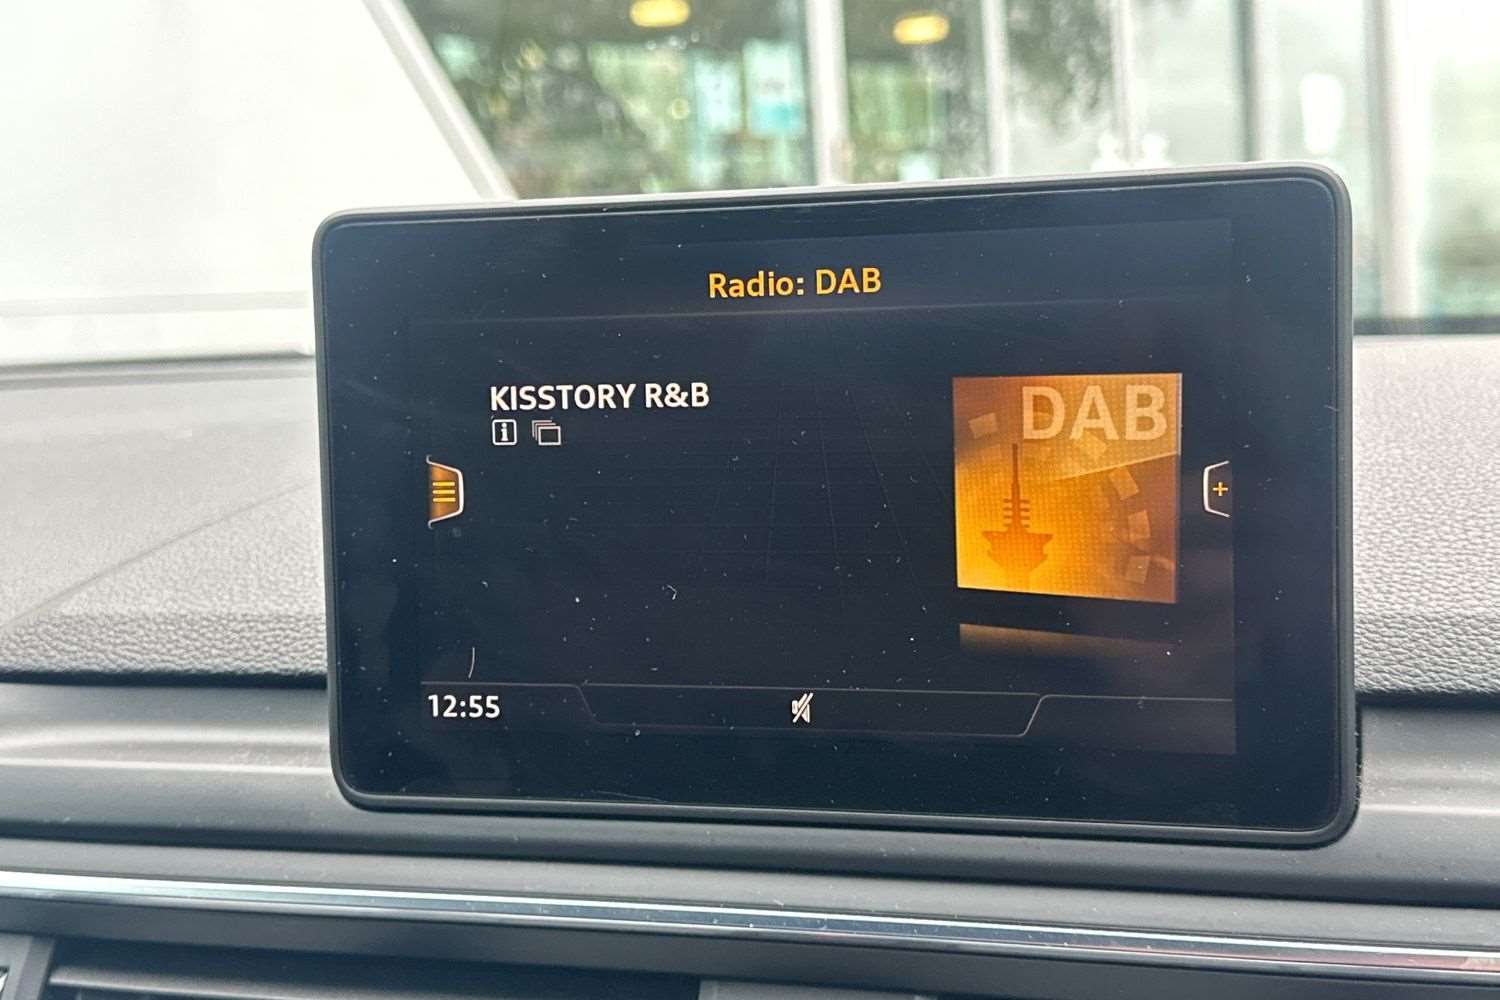 Radio: DAB
KISSTORY R&B
DAB
12:55